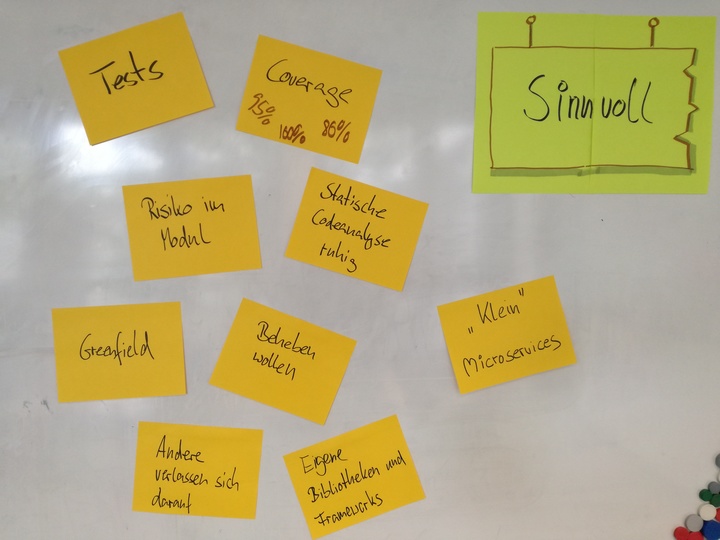 Tests
Coverage
95%
100%
86%
Sinnvoll
Risiko im
Modul
Statische
Codeanalyse
ruhig
Greenfield
Beheben
wollen
„Klein"
Microservices
Andere
verlassen sich
darauf
Eigene
Bibliotheken und
Frameworks